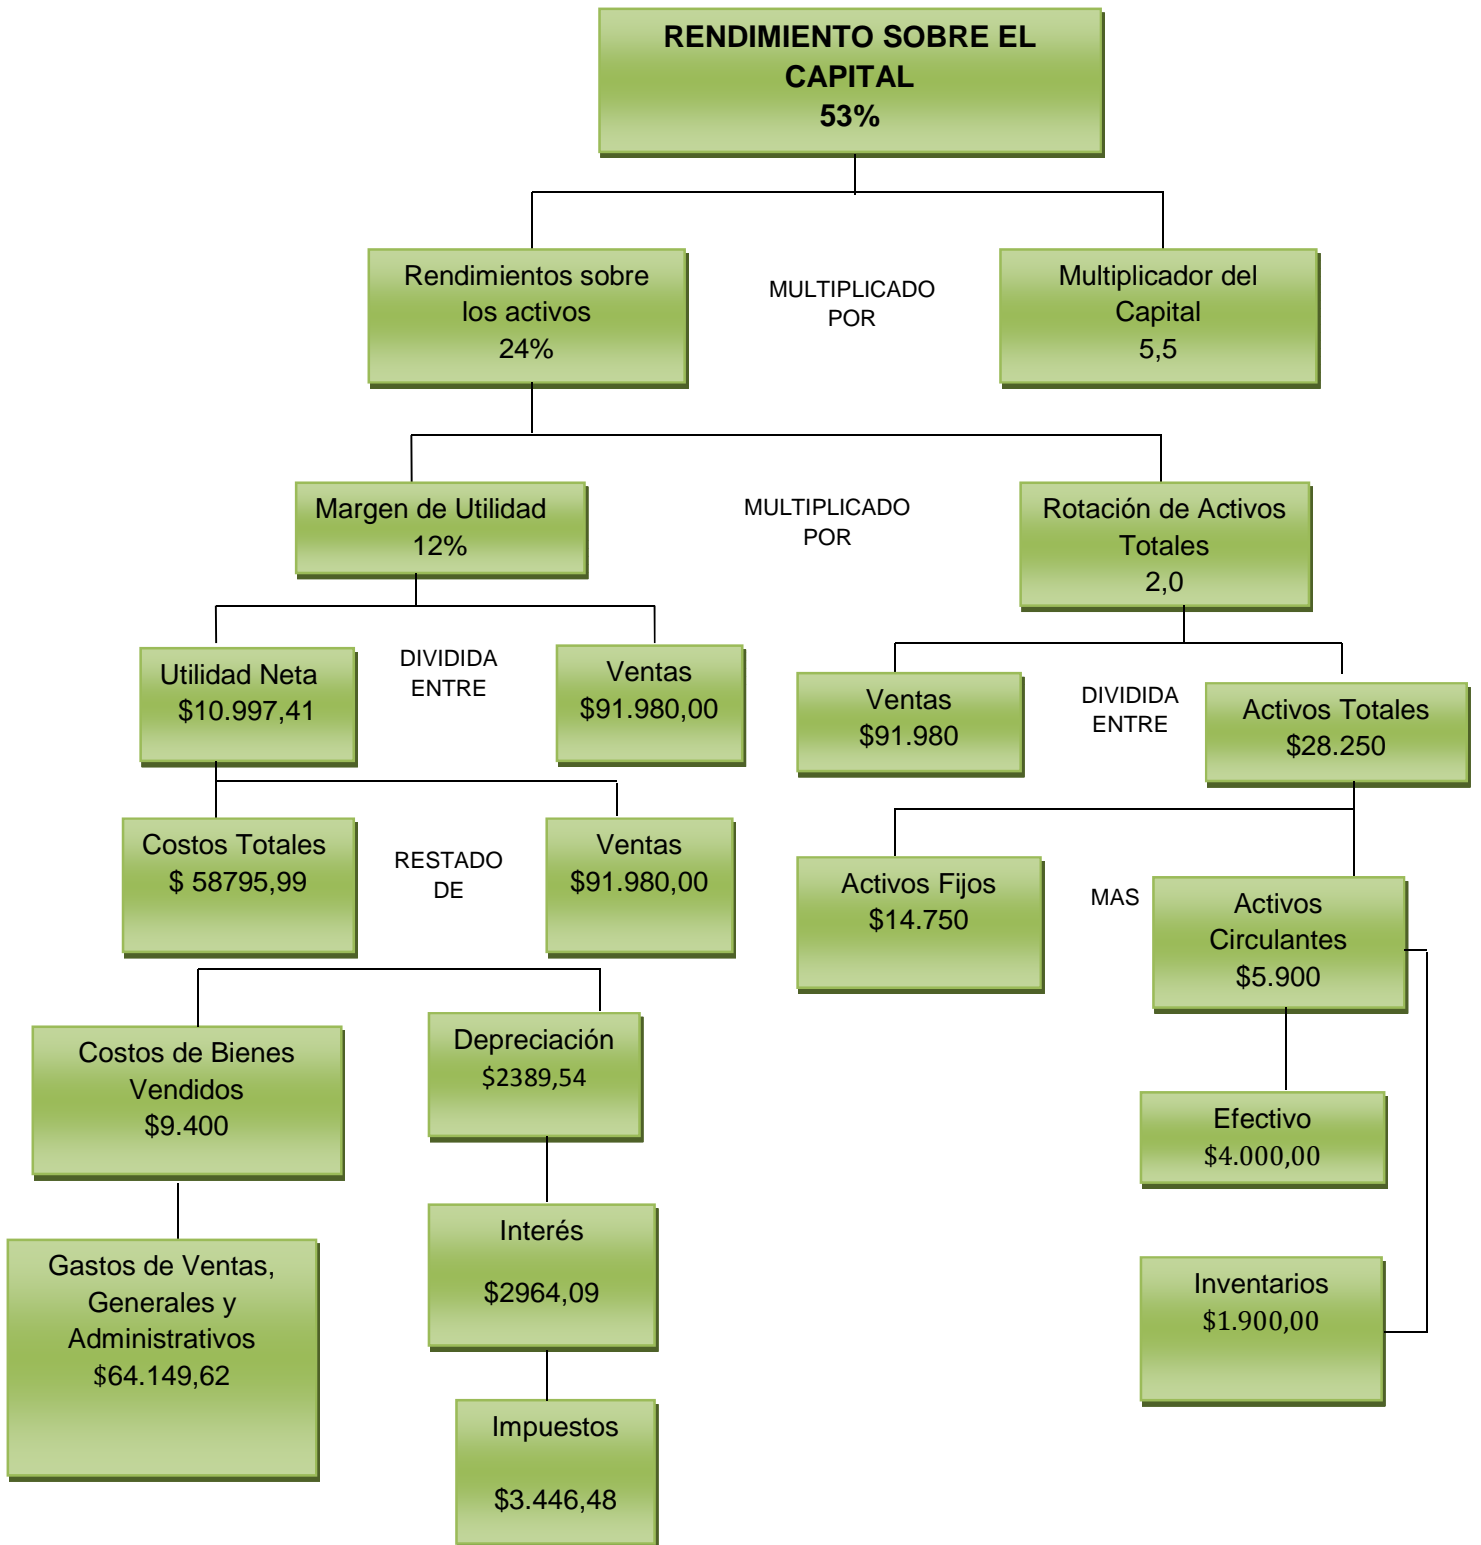 RENDIMIENTO SOBRE EL
CAPITAL
53%
Rendimientos sobre
los activos
24%
MULTIPLICADO
POR
Multiplicador del
Capital
5,5
Margen de Utilidad
12%
MULTIPLICADO
POR
Rotación de Activos
Totales
2,0
Utilidad Neta
$10.997,41
DIVIDIDA
ENTRE
Ventas
$91.980,00
Ventas
$91.980
DIVIDIDA
ENTRE
Activos Totales
$28.250
Costos Totales
$ 58795,99
RESTADO
DE
Ventas
$91.980,00
Activos Fijos
$14.750
MAS
Activos
Circulantes
$5.900
Costos de Bienes
Vendidos
$9.400
Depreciación
$2389,54
Efectivo
$4.000,00
Gastos de Ventas,
Generales y
Administrativos
$64.149,62
Interés
$2964,09
Inventarios
$1.900,00
Impuestos
$3.446,48